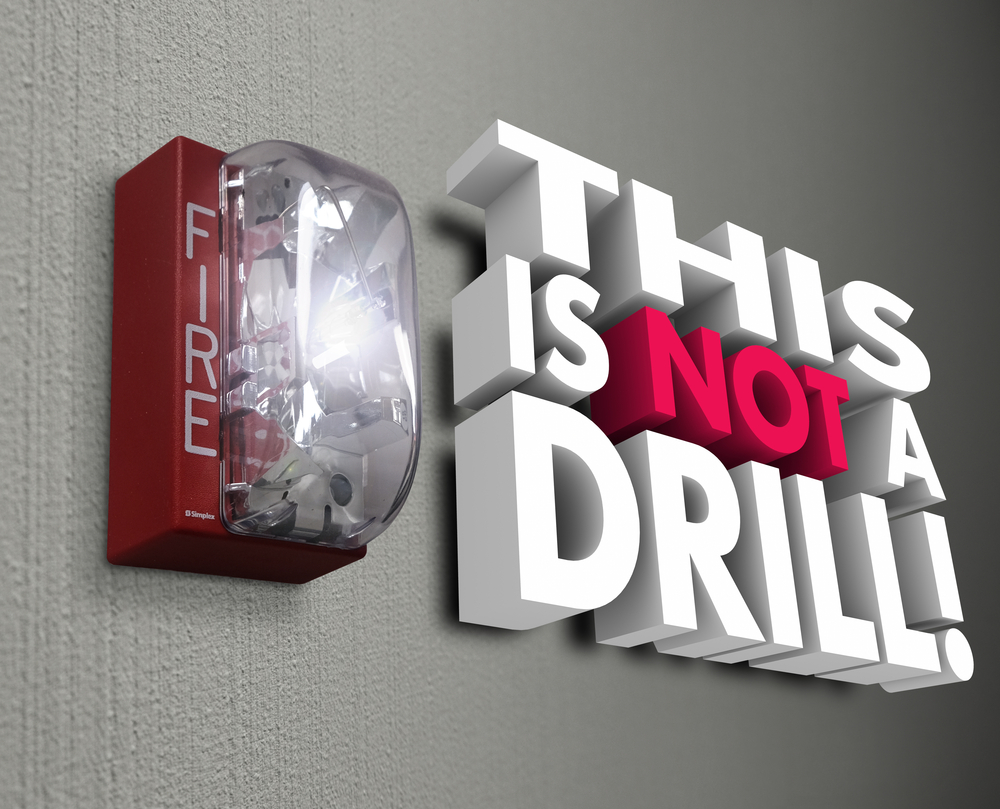 FIRE
Simplex
THIS
IS NOT A
DRILL!